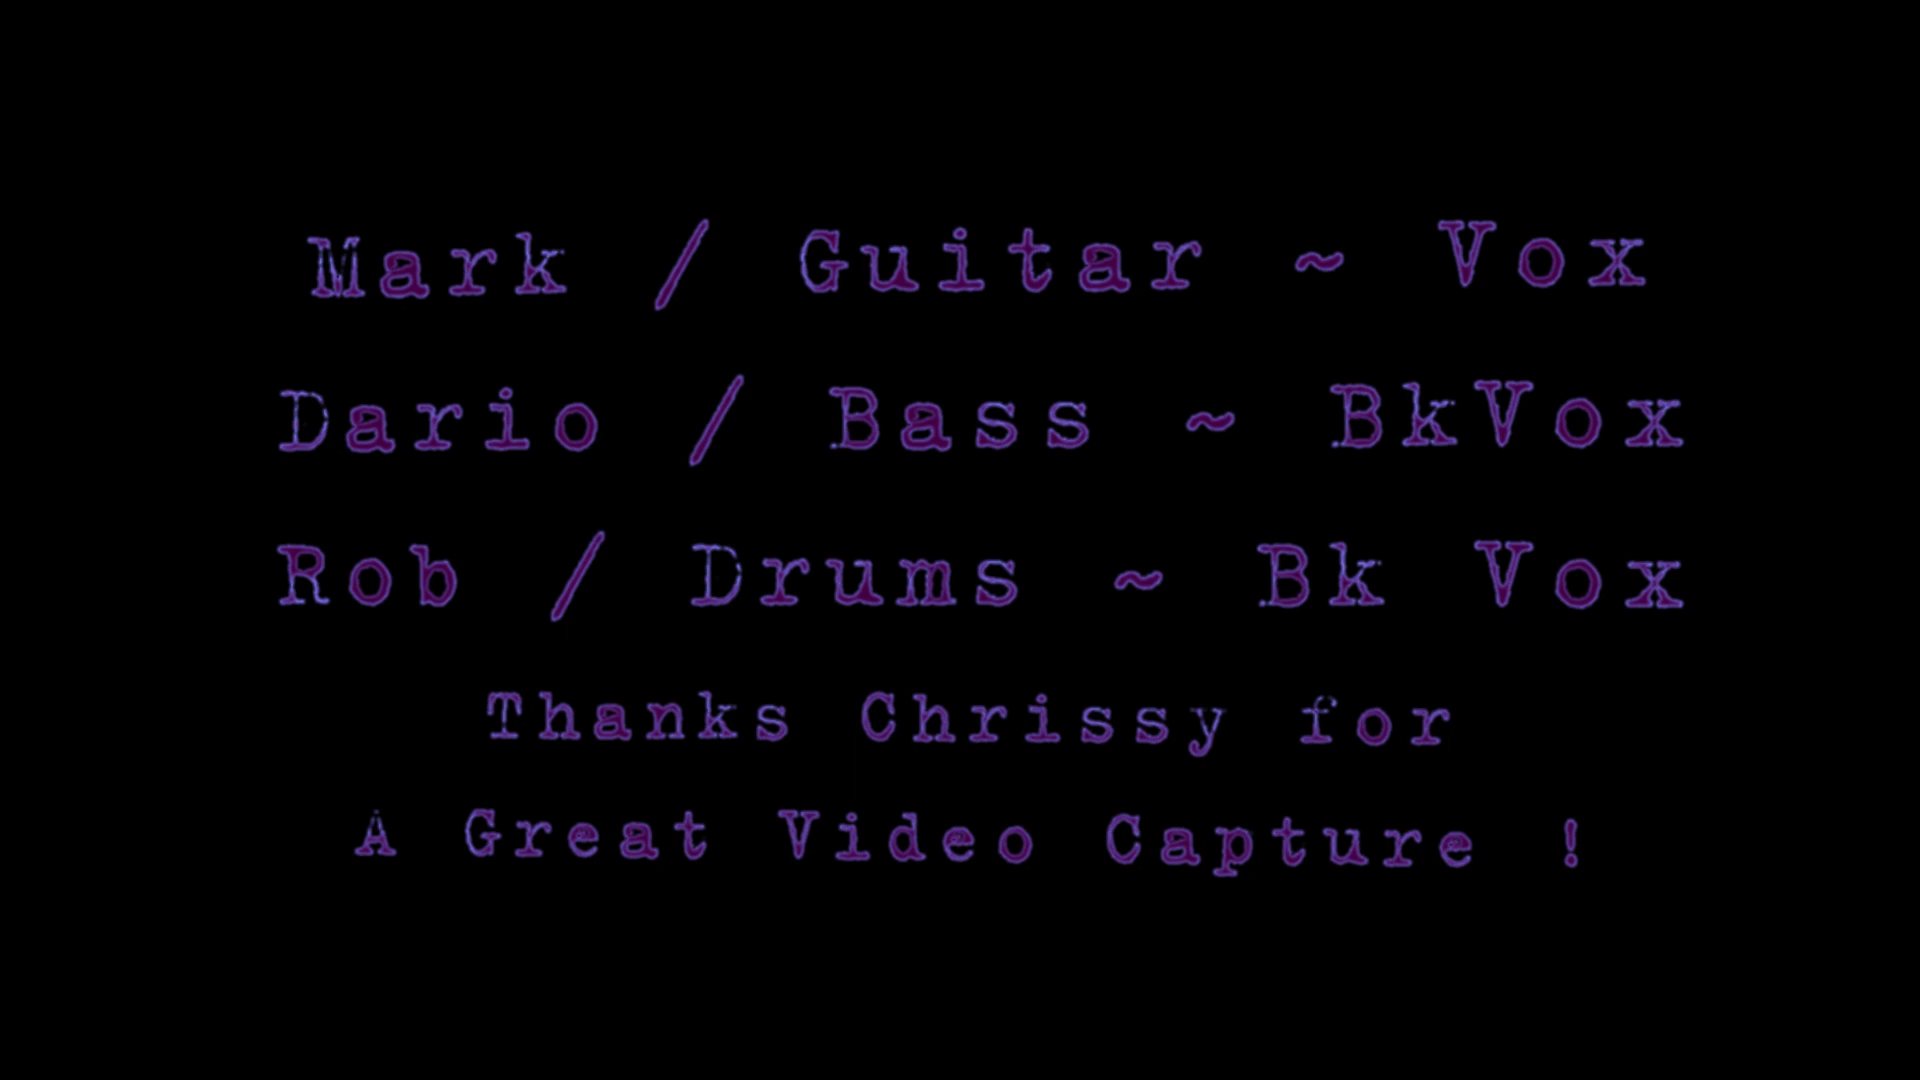 Mark / Guitar ~ Vox
Dario / Bass ~ BkVox
Rob / Drums ~ Bk Vox
Thanks Chrissy for
A Great Video Capture !